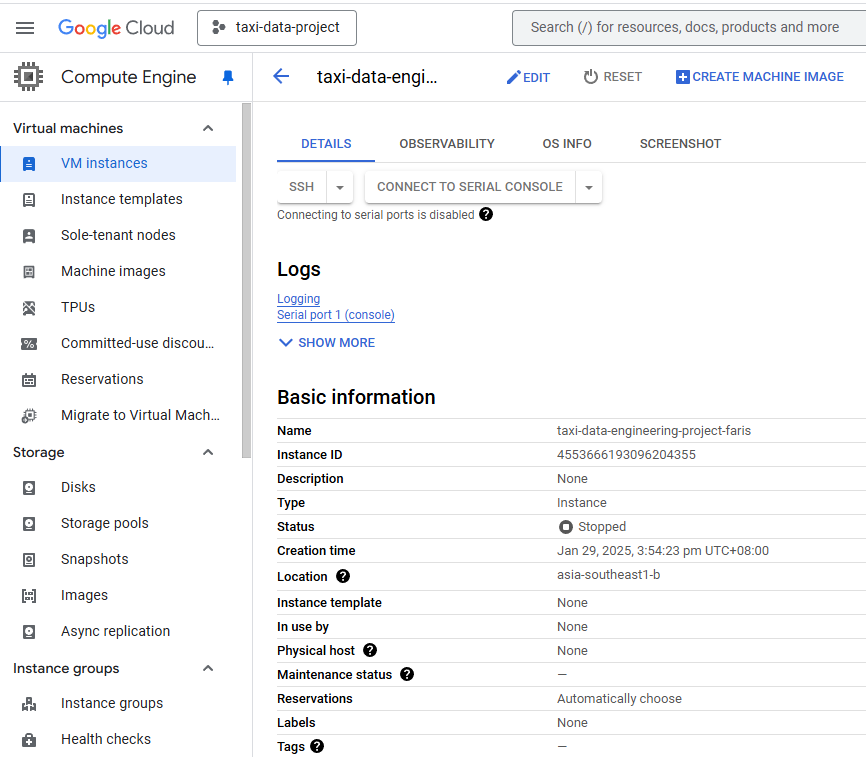 Google Cloud
taxi-data-project
Search (/) for resources, docs, products and more
Compute Engine
taxi-data-engi...
EDIT
RESET
CREATE MACHINE IMAGE
Virtual machines
VM instances
Instance templates
Sole-tenant nodes
Machine images
TPUs
Committed-use discou...
Reservations
Migrate to Virtual Mach...
Storage
Disks
Storage pools
Snapshots
Images
Async replication
Instance groups
Instance groups
Health checks
DETAILS
OBSERVABILITY
OS INFO
SCREENSHOT
SSH
CONNECT TO SERIAL CONSOLE
Connecting to serial ports is disabled ?
Logs
Logging
Serial port 1 (console)
SHOW MORE
Basic information
Name taxi-data-engineering-project-faris
Instance ID 4553666193096204355
Description None
Type Instance
Status Stopped
Creation time Jan 29, 2025, 3:54:23 pm UTC+08:00
Location ? asia-southeast1-b
Instance template None
In use by None
Physical host ? None
Maintenance status ? —
Reservations Automatically choose
Labels None
Tags ? —